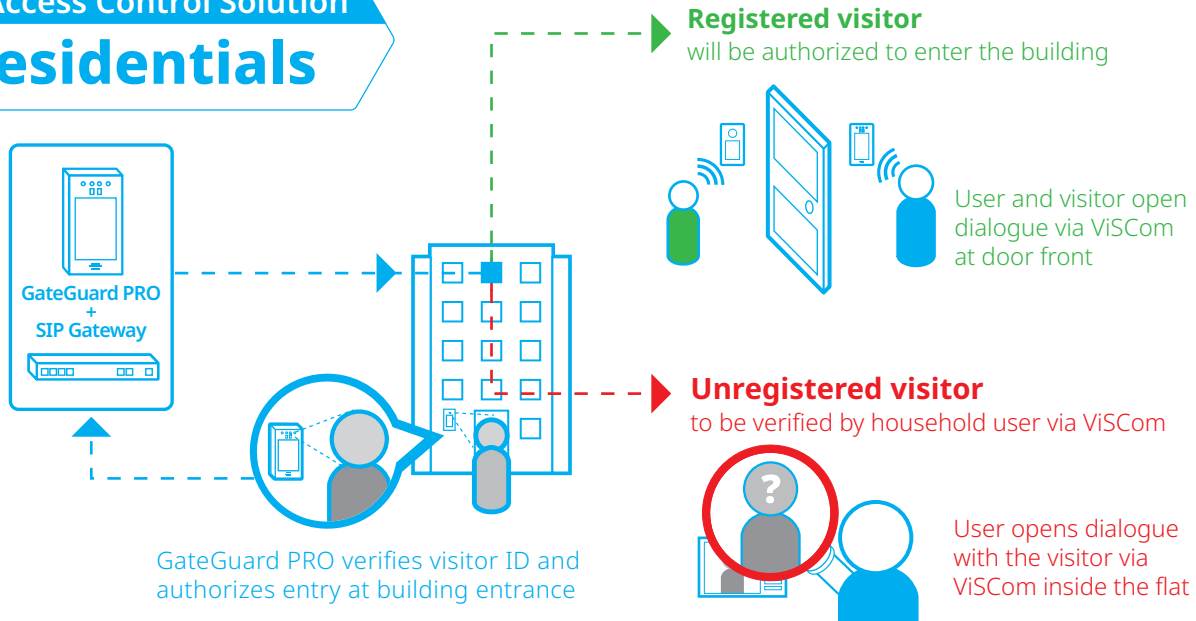 Access Control Solution
esidentials
Registered visitor
will be authorized to enter the building
User and visitor open
dialogue via ViSCom
at door front
GateGuard PRO
+
SIP Gateway
Unregistered visitor
to be verified by household user via ViSCom
?
User opens dialogue
with the visitor via
ViSCom inside the flat
GateGuard PRO verifies visitor ID and
authorizes entry at building entrance